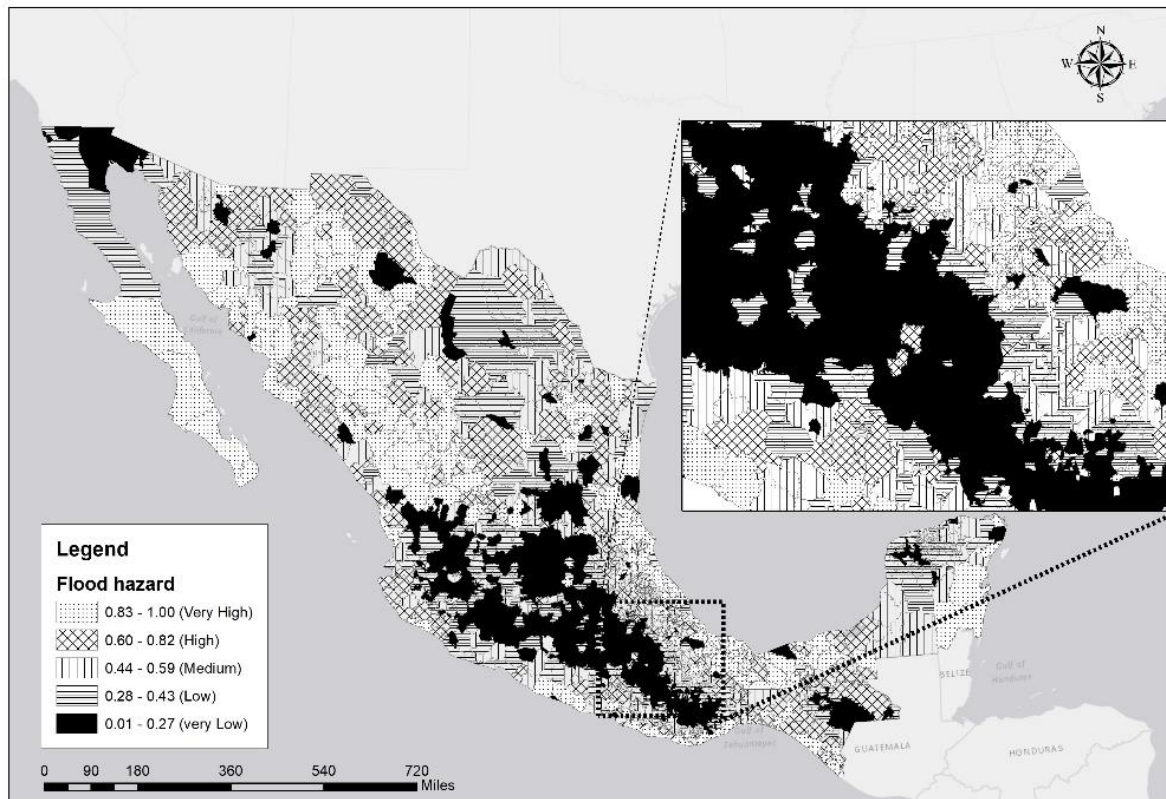 N
W E
S
Gulf of
California
Legend
Flood hazard
0.83 - 1.00 (Very High)
0.60 - 0.82 (High)
0.44 - 0.59 (Medium)
0.28 - 0.43 (Low)
0.01 - 0.27 (very Low)
0 90 180 360 540 720
Miles
BELIZE
Gulf of
Honduras
Gulf of
Tehuantepec
GUATEMALA
HONDURAS